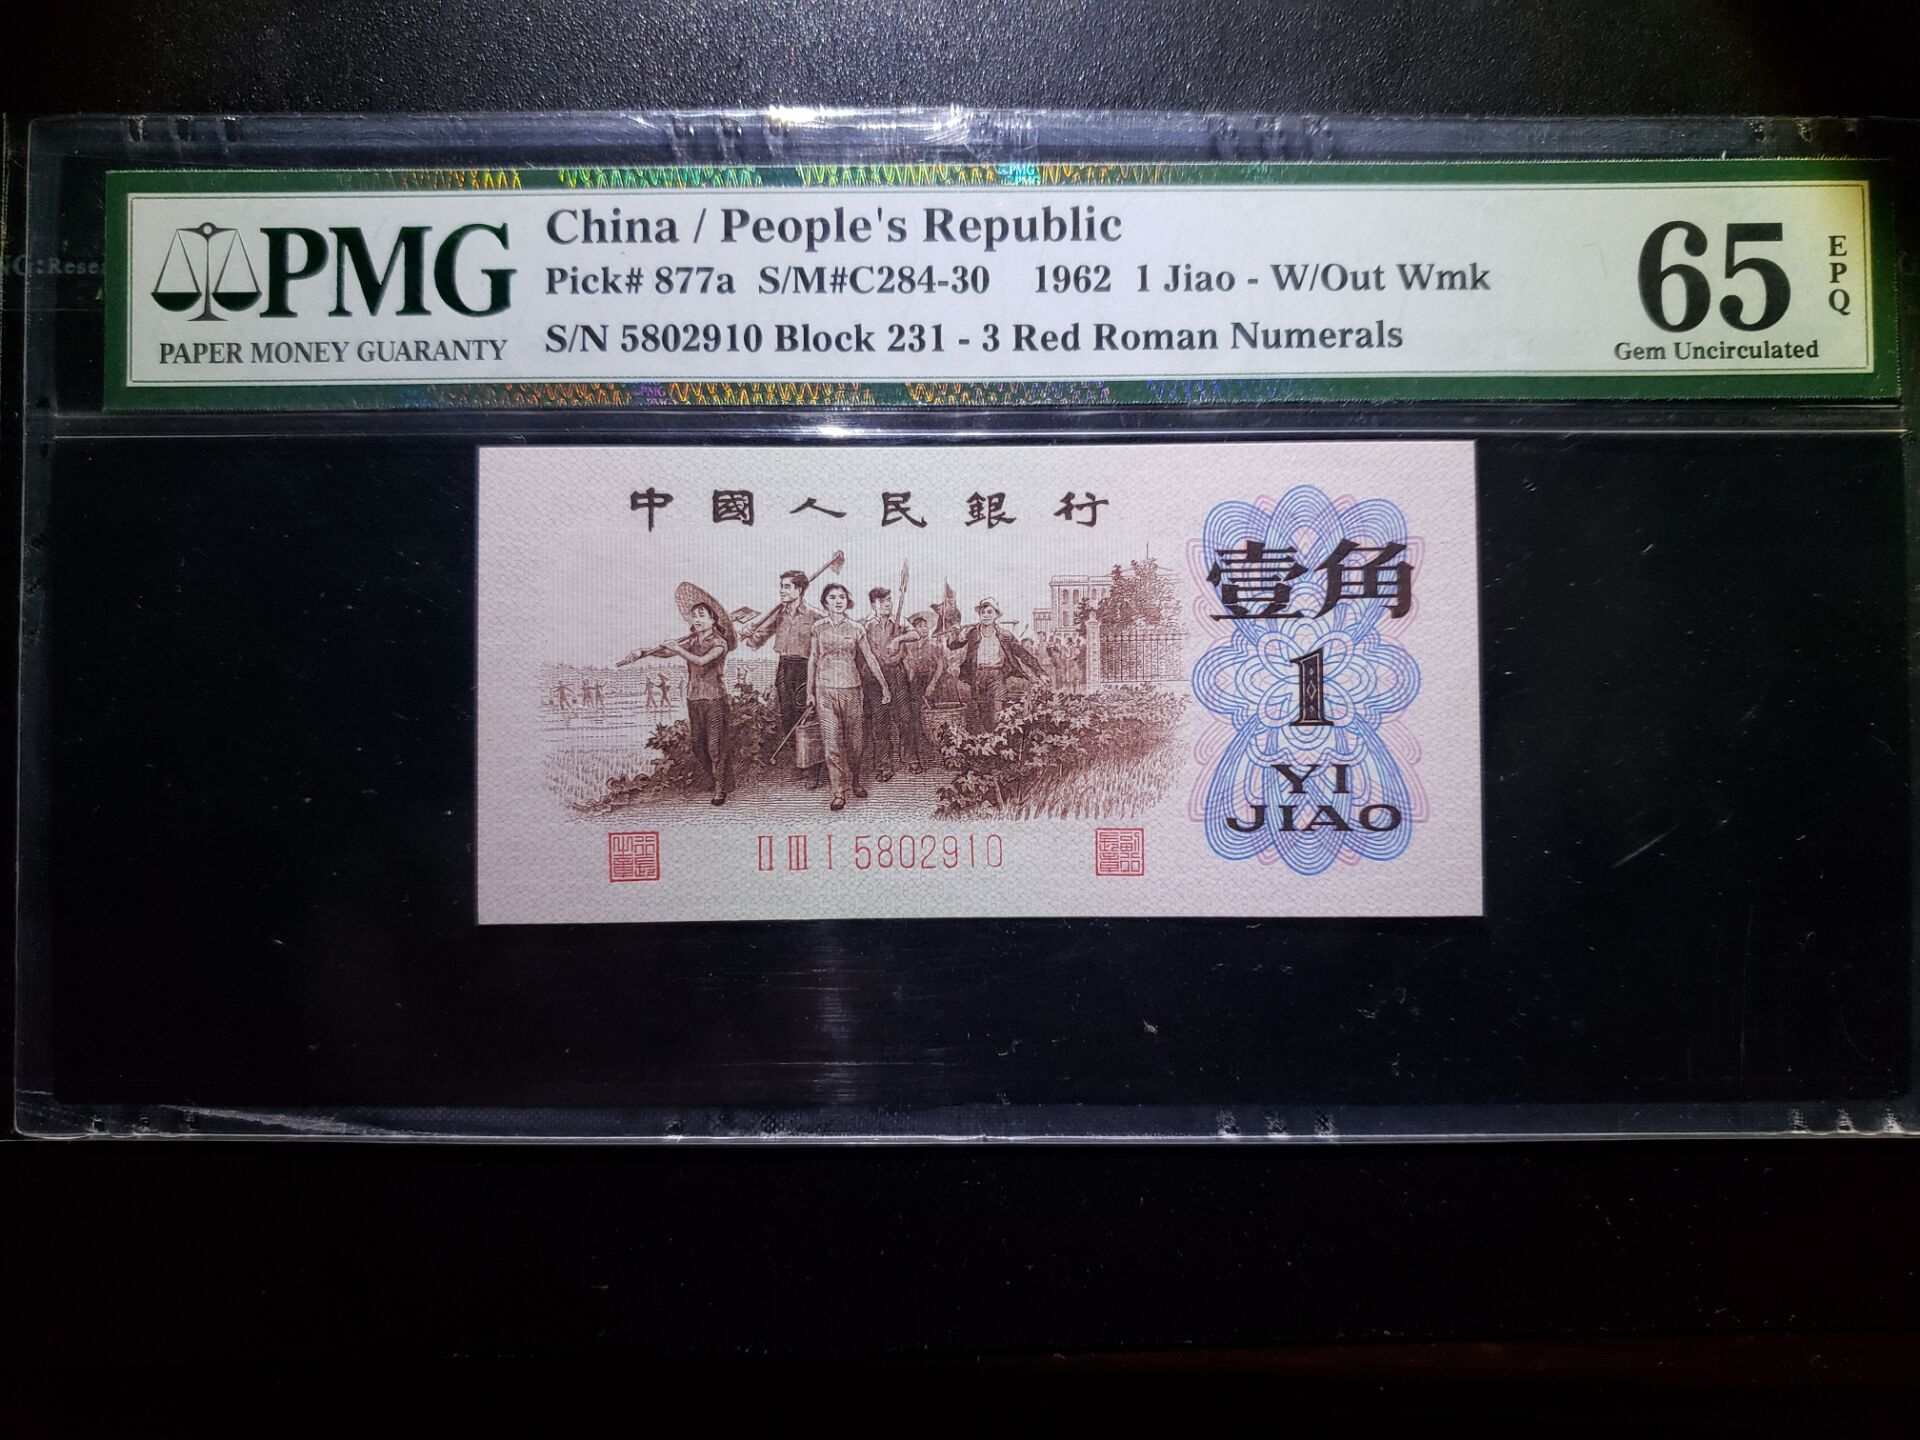 PMG
PAPER MONEY GUARANTY
China / People's Republic
Pick# 877a S/M#C284-30 1962 1 Jiao - W/Out Wmk
S/N 5802910 Block 231 - 3 Red Roman Numerals
65
EPQ
Gem Uncirculated
中國人民銀行
壹角
1
YI
JIAO
II III I 5802910